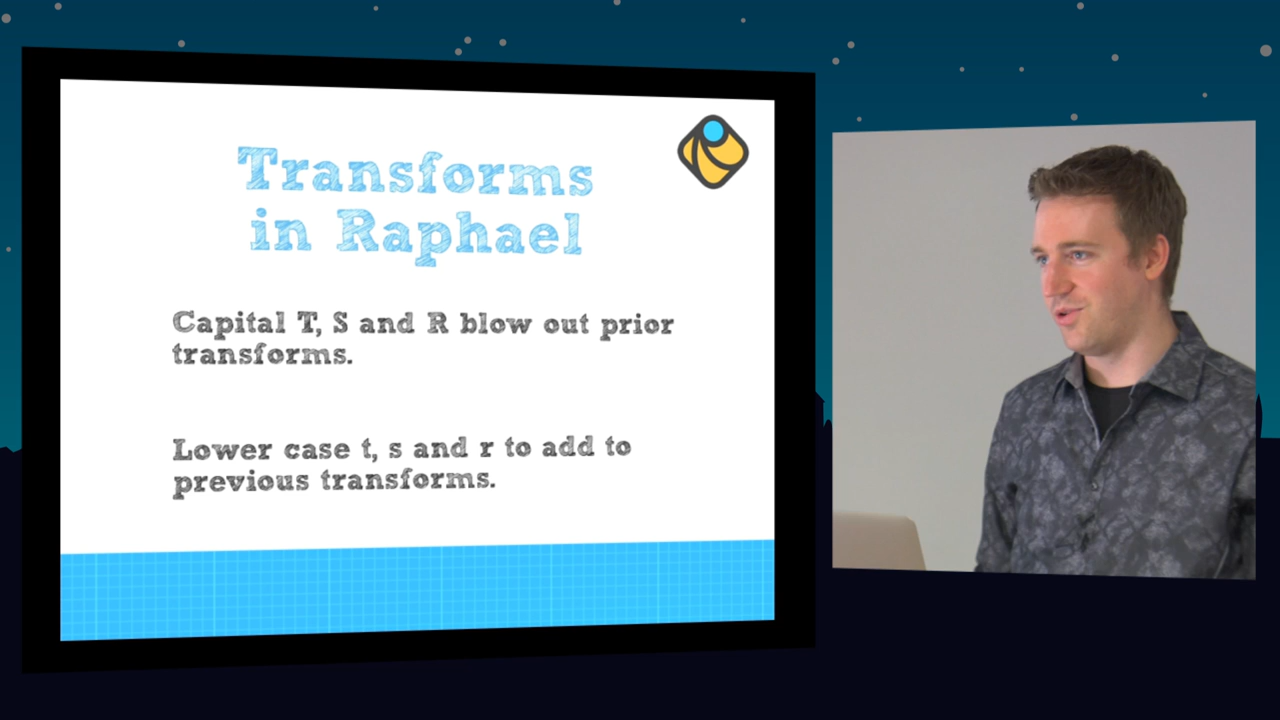 Transforms
in Raphael
Capital T, S and R blow out prior
transforms.
Lower case t, s and r to add to
previous transforms.